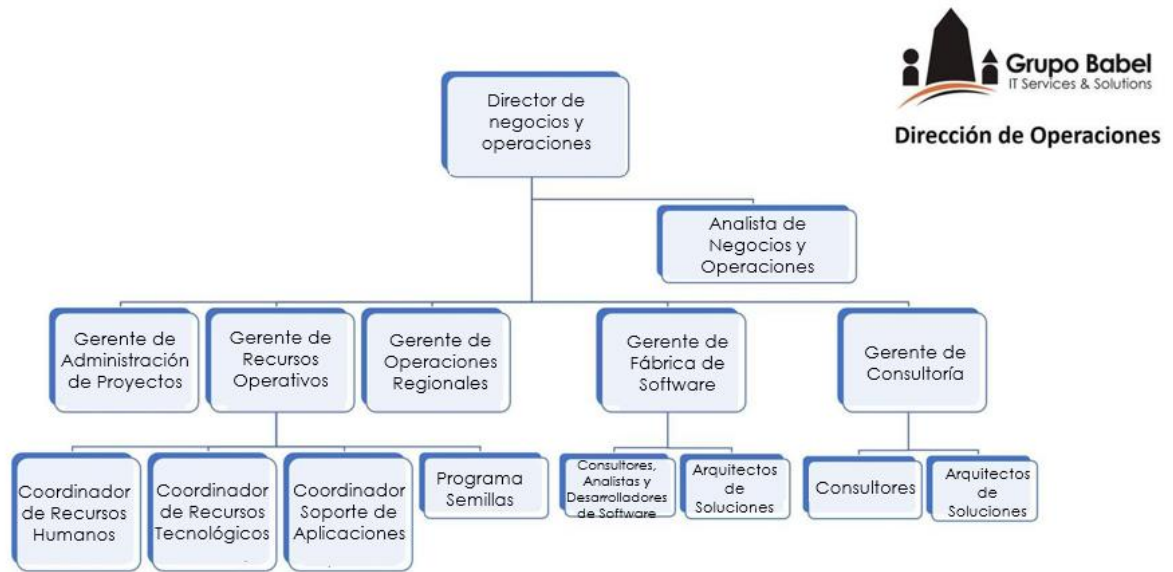 Grupo Babel
IT Services & Solutions
Dirección de Operaciones
Director de
negocios y
operaciones
Analista de
Negocios y
Operaciones
Gerente de
Administración
de Proyectos
Gerente de
Recursos
Operativos
Gerente de
Operaciones
Regionales
Gerente de
Fábrica de
Software
Gerente de
Consultoría
Coordinador
de Recursos
Humanos
Coordinador
de Recursos
Tecnológicos
Coordinador
Soporte de
Aplicaciones
Programa
Semillas
Consultores,
Analistas y
Desarrolladores
de Software
Arquitectos
de
Soluciones
Consultores
Arquitectos
de
Soluciones